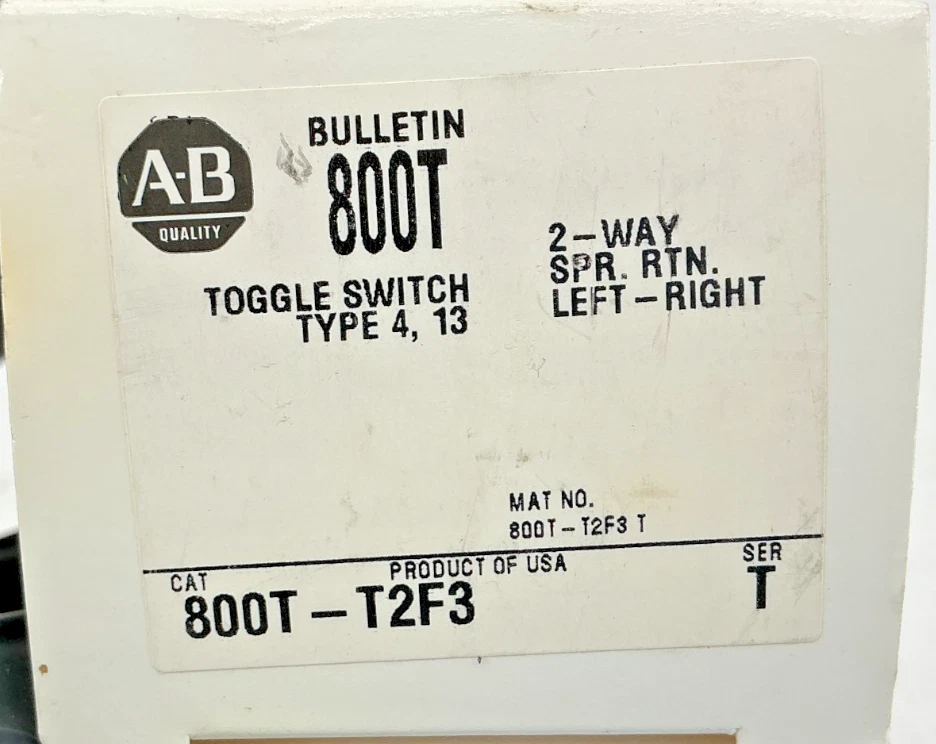 A-B
QUALITY
BULLETIN
800T
TOGGLE SWITCH
TYPE 4, 13
2-WAY
SPR. RTN.
LEFT-RIGHT
MAT NO.
800T-T2F3 T
CAT
PRODUCT OF USA
SER
800T-T2F3
T